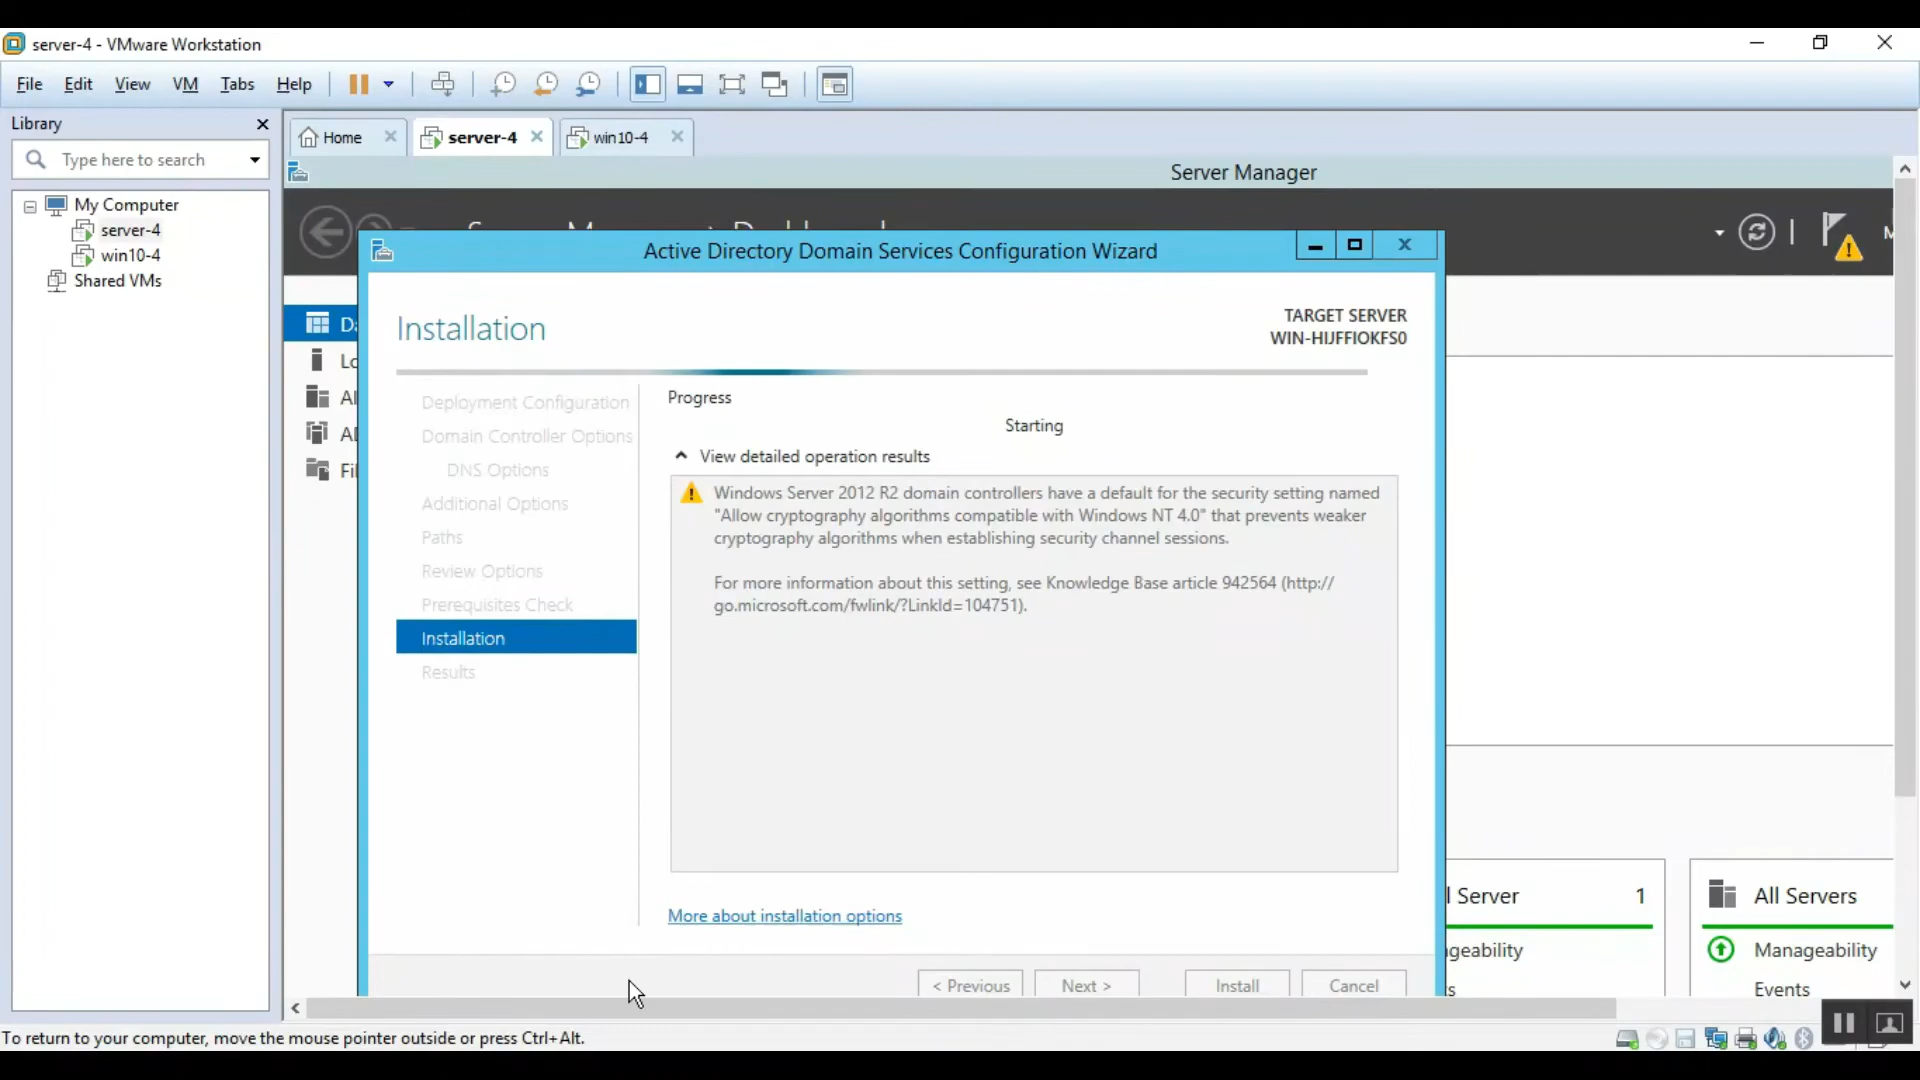 server-4 - VMware Workstation
File Edit View VM Tabs Help
Library
Type here to search
My Computer
server-4
win10-4
Shared VMs
Home server-4 win10-4
Server Manager
Active Directory Domain Services Configuration Wizard
Installation
TARGET SERVER
WIN-HIJFFIOKFS0
Deployment Configuration
Domain Controller Options
DNS Options
Additional Options
Paths
Review Options
Prerequisites Check
Installation
Results
Progress
Starting
View detailed operation results
Windows Server 2012 R2 domain controllers have a default for the security setting named
"Allow cryptography algorithms compatible with Windows NT 4.0" that prevents weaker
cryptography algorithms when establishing security channel sessions.
For more information about this setting, see Knowledge Base article 942564 (http://
go.microsoft.com/fwlink/?LinkId=104751).
More about installation options
< Previous Next > Install Cancel
l Server 1
geability
ts
All Servers
Manageability
Events
To return to your computer, move the mouse pointer outside or press Ctrl+Alt.